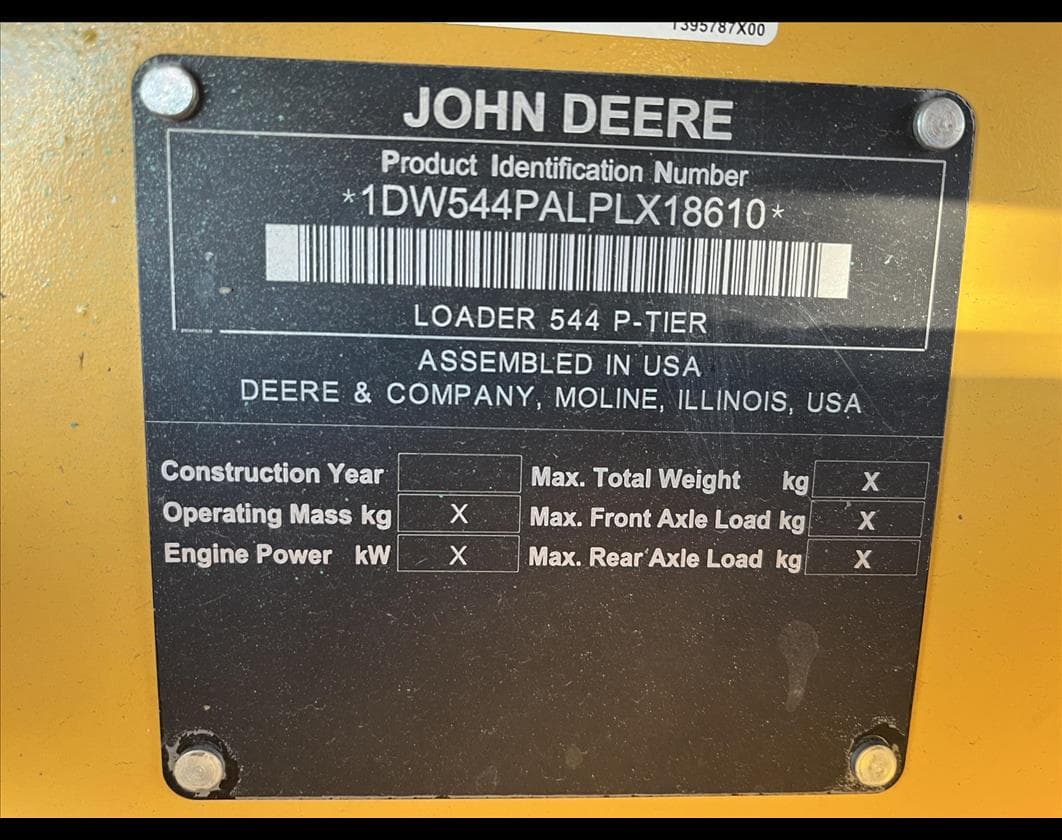 T395787X00
JOHN DEERE
Product Identification Number
*1DW544PALPLX18610*
LOADER 544 P-TIER
ASSEMBLED IN USA
DEERE & COMPANY, MOLINE, ILLINOIS, USA
Construction Year Max. Total Weight kg X
Operating Mass kg X Max. Front Axle Load kg X
Engine Power kW X Max. Rear Axle Load kg X